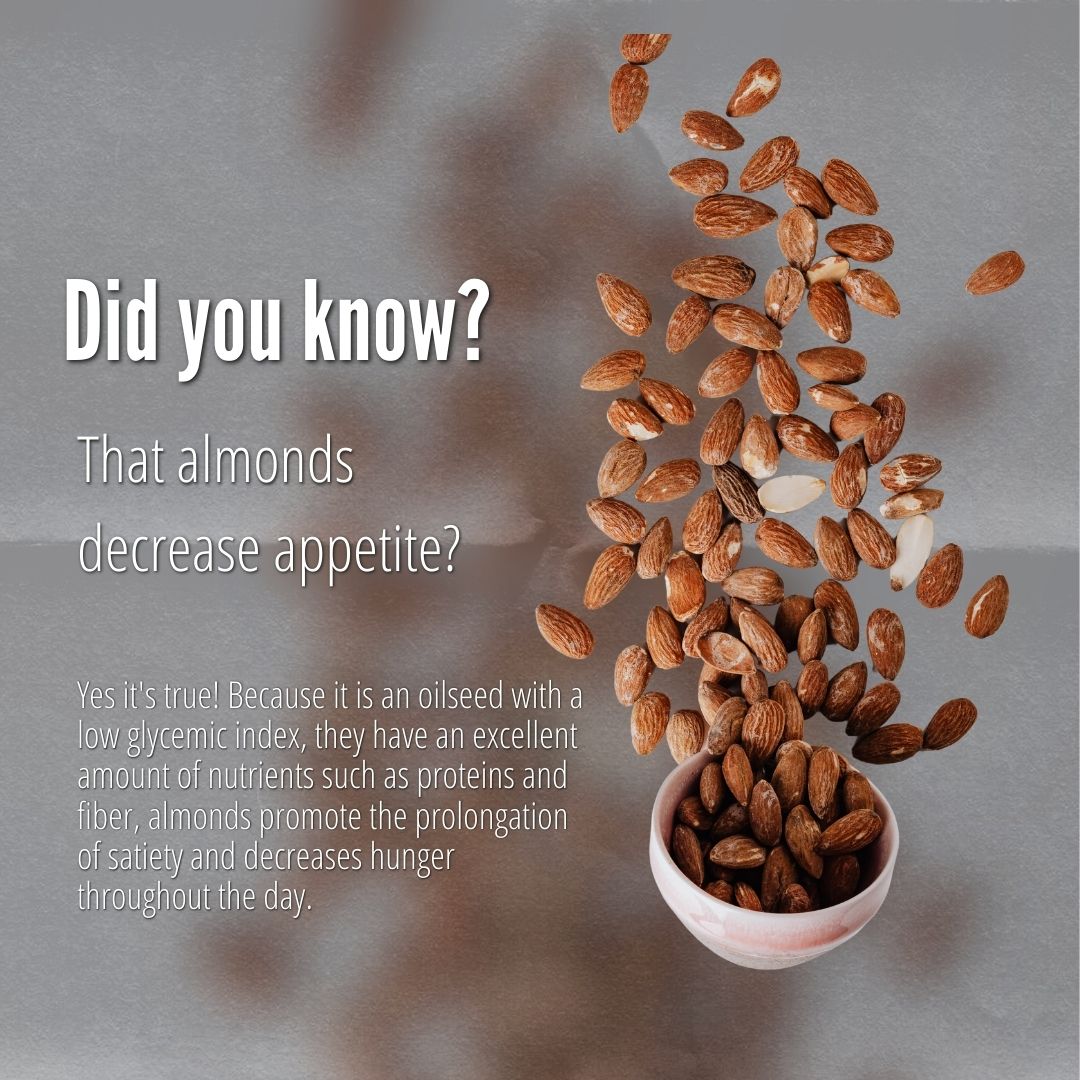 Did you know?
That almonds
decrease appetite?
Yes it's true! Because it is an oilseed with a
low glycemic index, they have an excellent
amount of nutrients such as proteins and
fiber, almonds promote the prolongation
of satiety and decreases hunger
throughout the day.